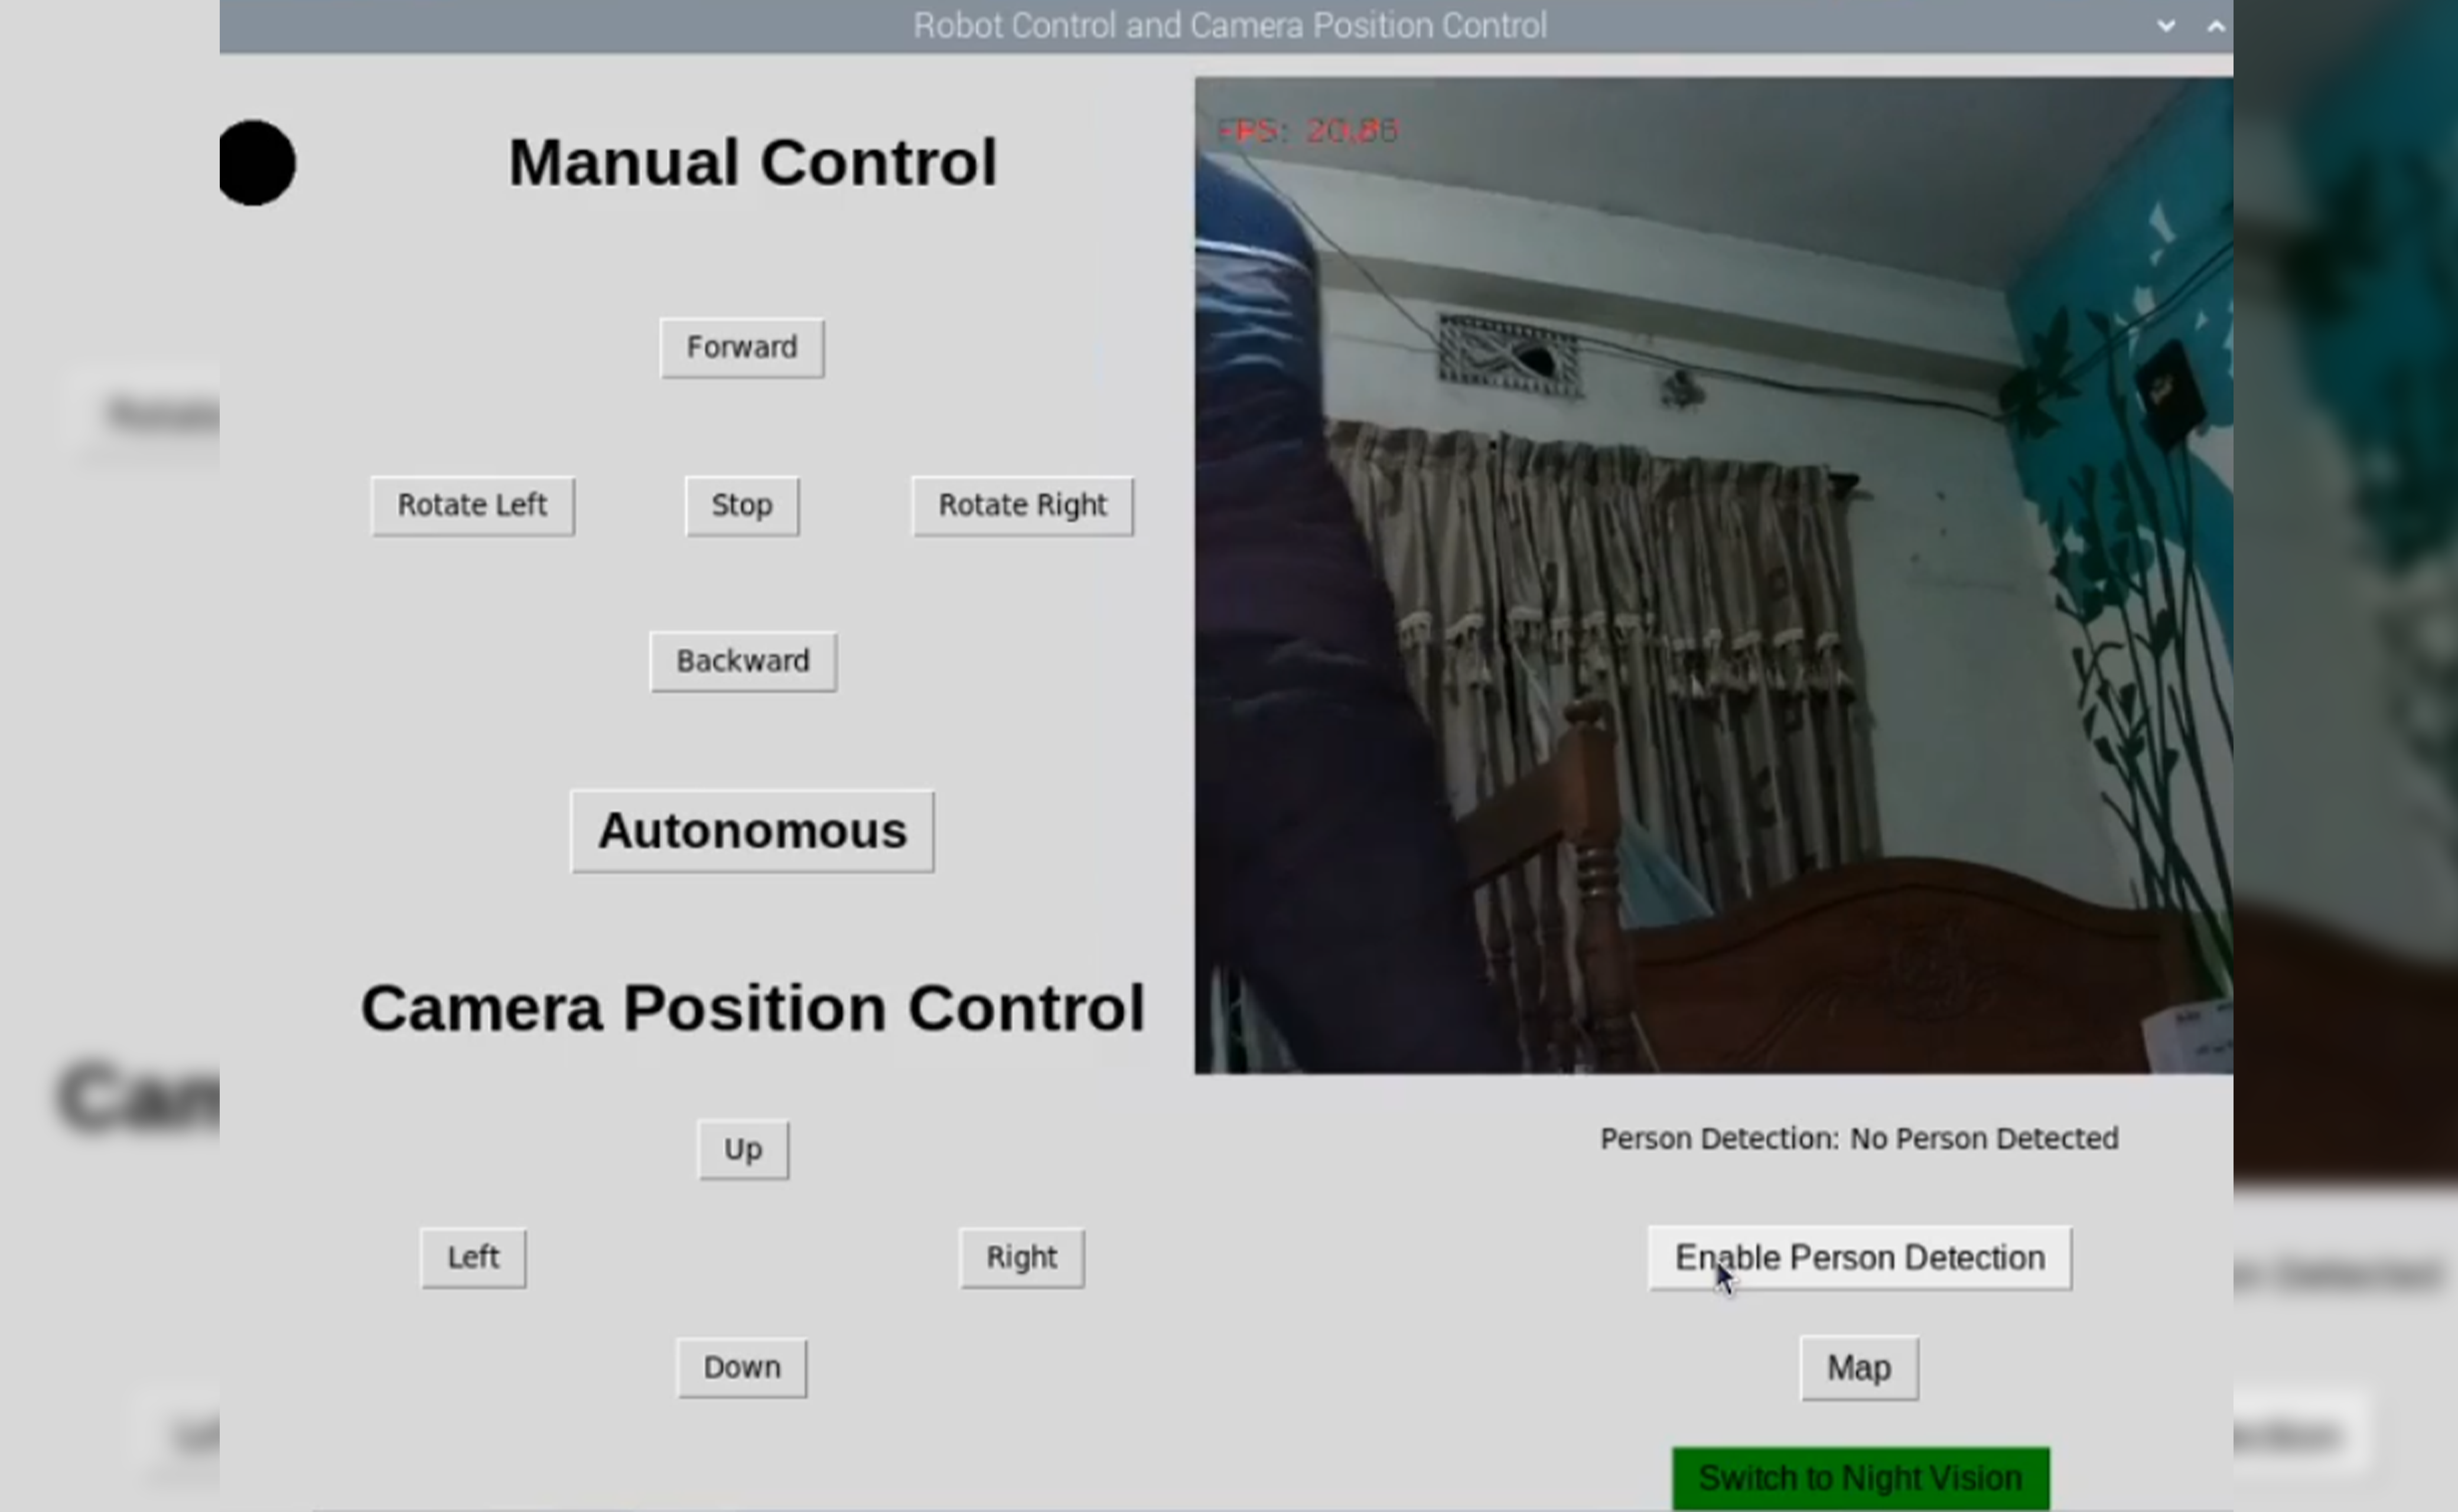 Robot Control and Camera Position Control
Manual Control
Forward
Rotate Left
Stop
Rotate Right
Backward
Autonomous
Camera Position Control
Up
Left
Right
Down
FPS: 20.86
Person Detection: No Person Detected
Enable Person Detection
Map
Switch to Night Vision